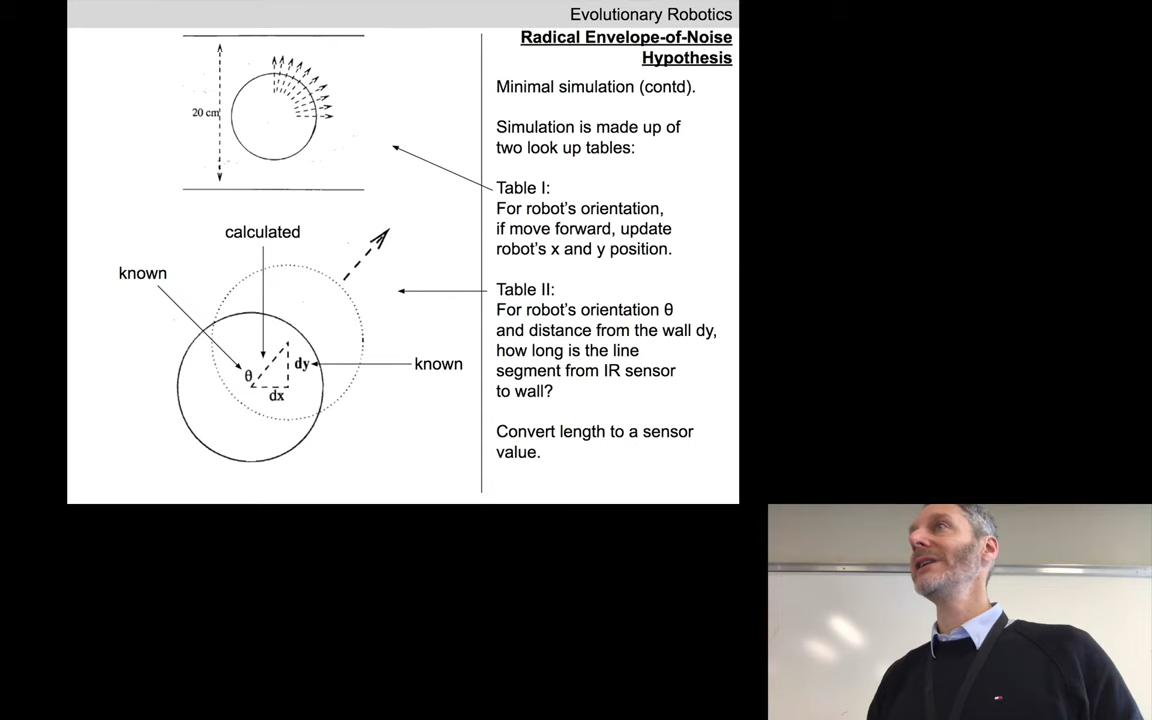 Evolutionary Robotics
Radical Envelope-of-Noise
Hypothesis
20 cm
calculated
known
θ
dy
dx
known
Minimal simulation (contd).
Simulation is made up of
two look up tables:
Table I:
For robot's orientation,
if move forward, update
robot's x and y position.
Table II:
For robot's orientation θ
and distance from the wall dy,
how long is the line
segment from IR sensor
to wall?
Convert length to a sensor
value.